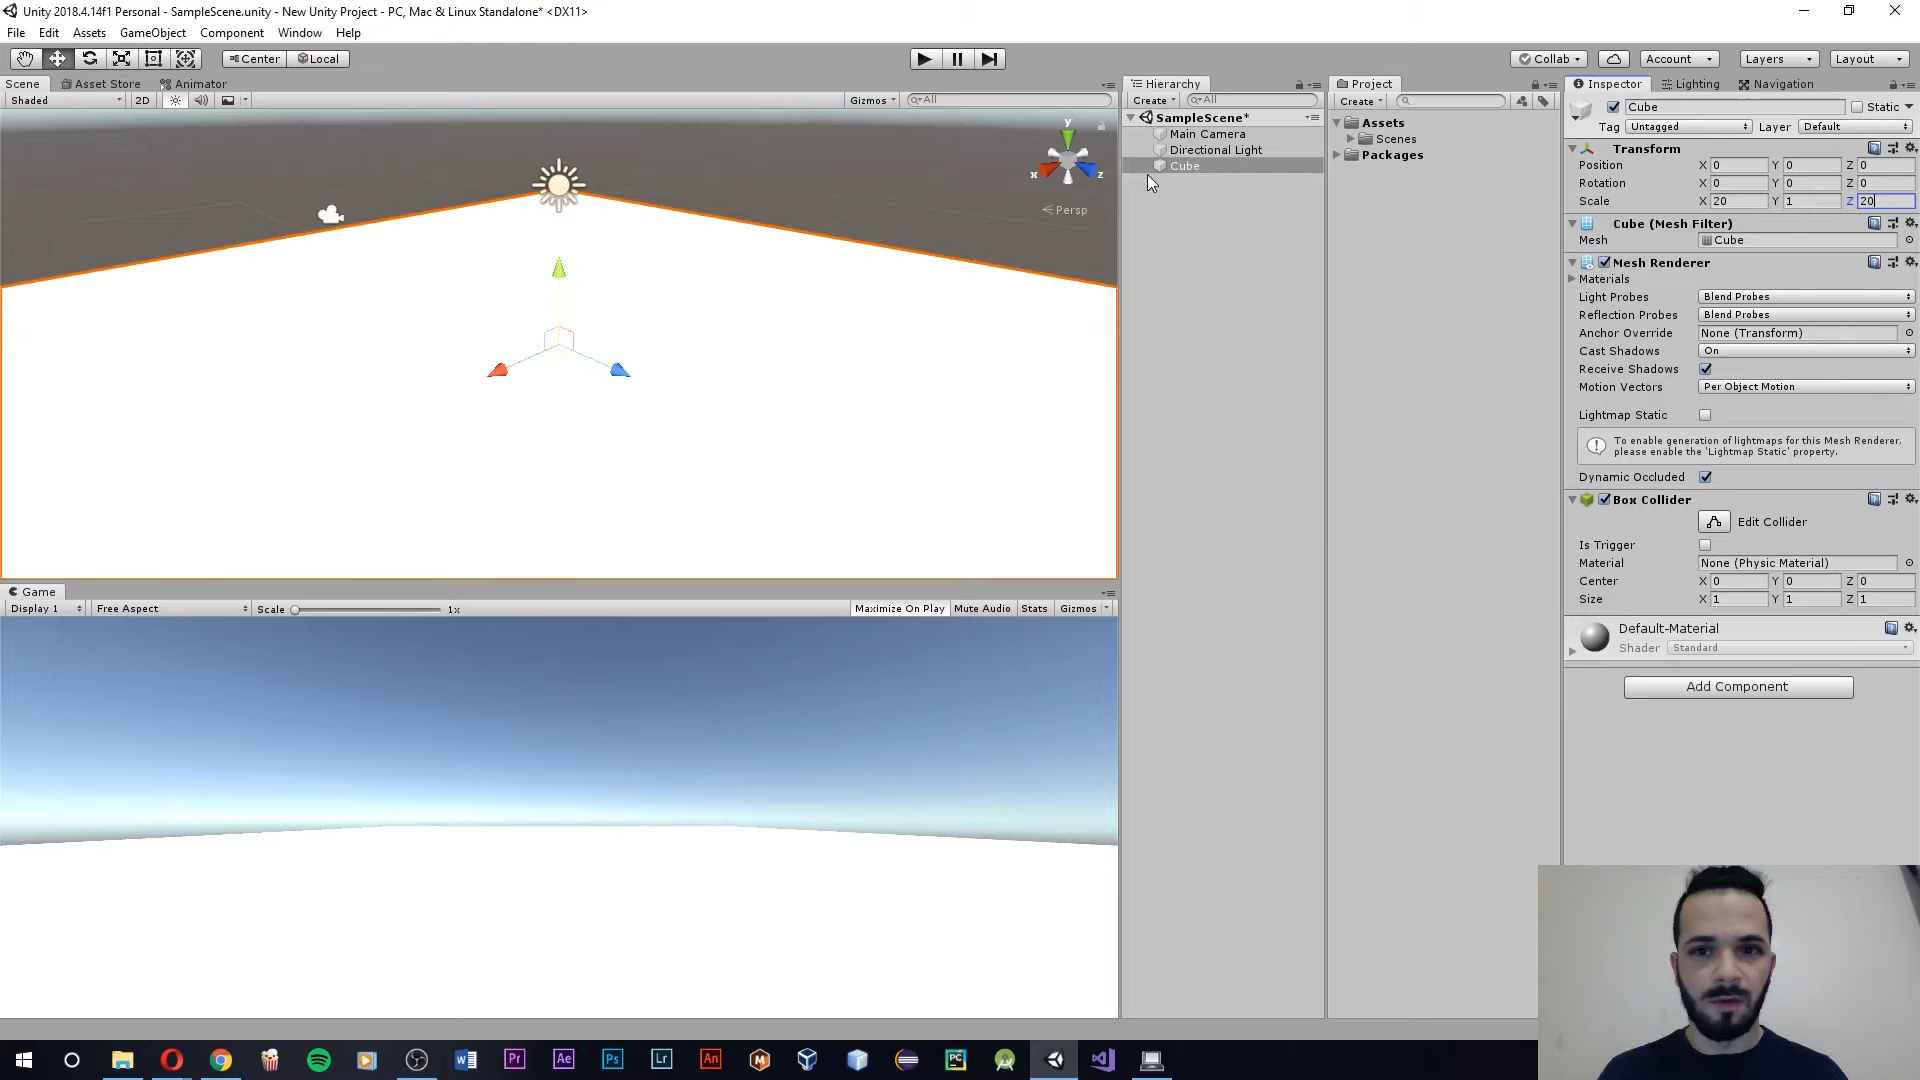 Unity 2018.4.14f1 Personal - SampleScene.unity - New Unity Project - PC, Mac & Linux Standalone* <DX11>
File Edit Assets GameObject Component Window Help
Center Local Collab Account Layers Layout
Scene Asset Store Animator
Shaded 2D Gizmos All
y
x z
Persp
Game
Display 1 Free Aspect Scale 1x Maximize On Play Mute Audio Stats Gizmos
Hierarchy
Create All
SampleScene*
Main Camera
Directional Light
Cube
Project
Create
Assets
Scenes
Packages
Inspector Lighting Navigation
Cube Static
Tag Untagged Layer Default
Transform
Position X 0 Y 0 Z 0
Rotation X 0 Y 0 Z 0
Scale X 20 Y 1 Z 20
Cube (Mesh Filter)
Mesh Cube
Mesh Renderer
Materials
Light Probes Blend Probes
Reflection Probes Blend Probes
Anchor Override None (Transform)
Cast Shadows On
Receive Shadows
Motion Vectors Per Object Motion
Lightmap Static
To enable generation of lightmaps for this Mesh Renderer,
please enable the 'Lightmap Static' property.
Dynamic Occluded
Box Collider
Edit Collider
Is Trigger
Material None (Physic Material)
Center X 0 Y 0 Z 0
Size X 1 Y 1 Z 1
Default-Material
Shader Standard
Add Component
Pr Ae Ps Lr An PC